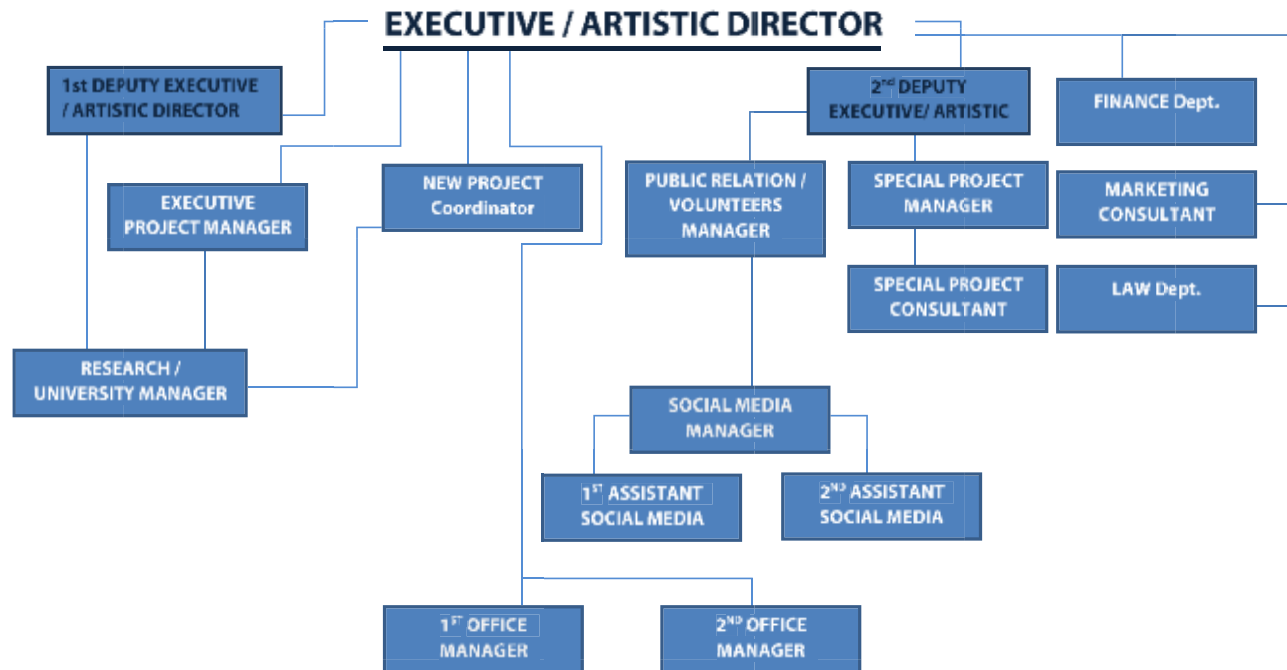 EXECUTIVE / ARTISTIC DIRECTOR
1st DEPUTY EXECUTIVE
/ ARTISTIC DIRECTOR
2nd DEPUTY
EXECUTIVE/ ARTISTIC
FINANCE Dept.
EXECUTIVE
PROJECT MANAGER
NEW PROJECT
Coordinator
PUBLIC RELATION /
VOLUNTEERS
MANAGER
SPECIAL PROJECT
MANAGER
MARKETING
CONSULTANT
SPECIAL PROJECT
CONSULTANT
LAW Dept.
RESEARCH /
UNIVERSITY MANAGER
SOCIAL MEDIA
MANAGER
1ST ASSISTANT
SOCIAL MEDIA
2ND ASSISTANT
SOCIAL MEDIA
1ST OFFICE
MANAGER
2ND OFFICE
MANAGER